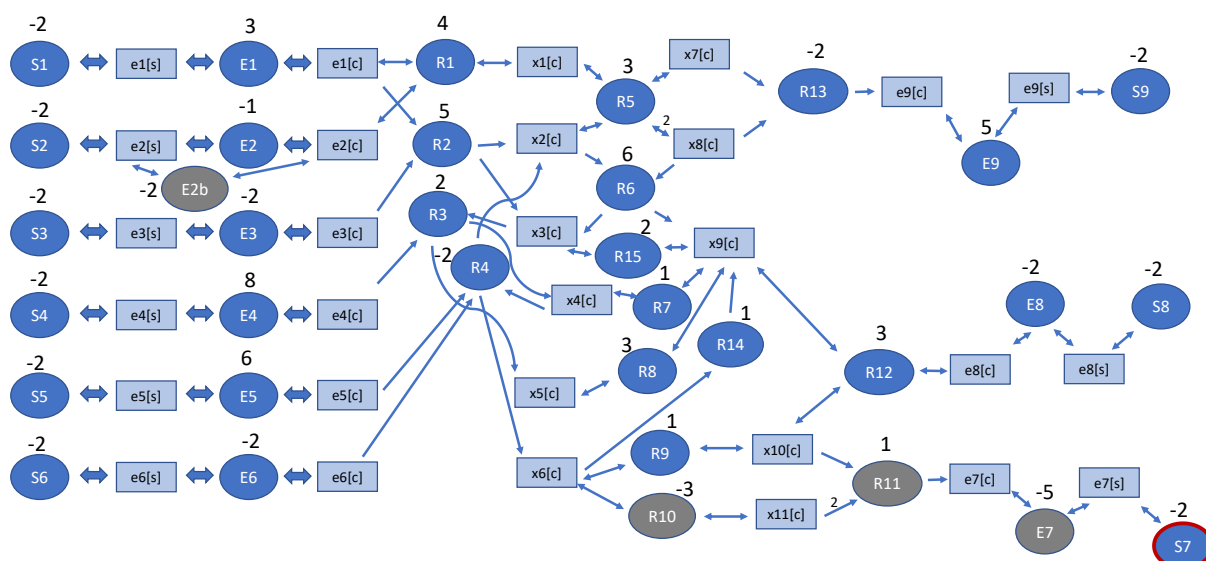 -2
3
4
S1
e1[s]
E1
e1[c]
R1
x1[c]
x7[c]
3
R5
-2
R13
e9[c]
e9[s]
-2
S9
-2
-1
5
S2
e2[s]
E2
e2[c]
R2
x2[c]
2
x8[c]
5
E9
-2
E2b
6
R6
-2
-2
2
S3
e3[s]
E3
e3[c]
R3
x3[c]
2
R15
x9[c]
-2
R4
-2
8
S4
e4[s]
E4
e4[c]
x4[c]
1
R7
1
R14
-2
E8
-2
S8
3
R12
e8[c]
e8[s]
-2
6
S5
e5[s]
E5
e5[c]
x5[c]
3
R8
-2
-2
S6
e6[s]
E6
e6[c]
x6[c]
1
R9
x10[c]
1
R11
e7[c]
e7[s]
-3
R10
x11[c]
2
-5
E7
-2
S7